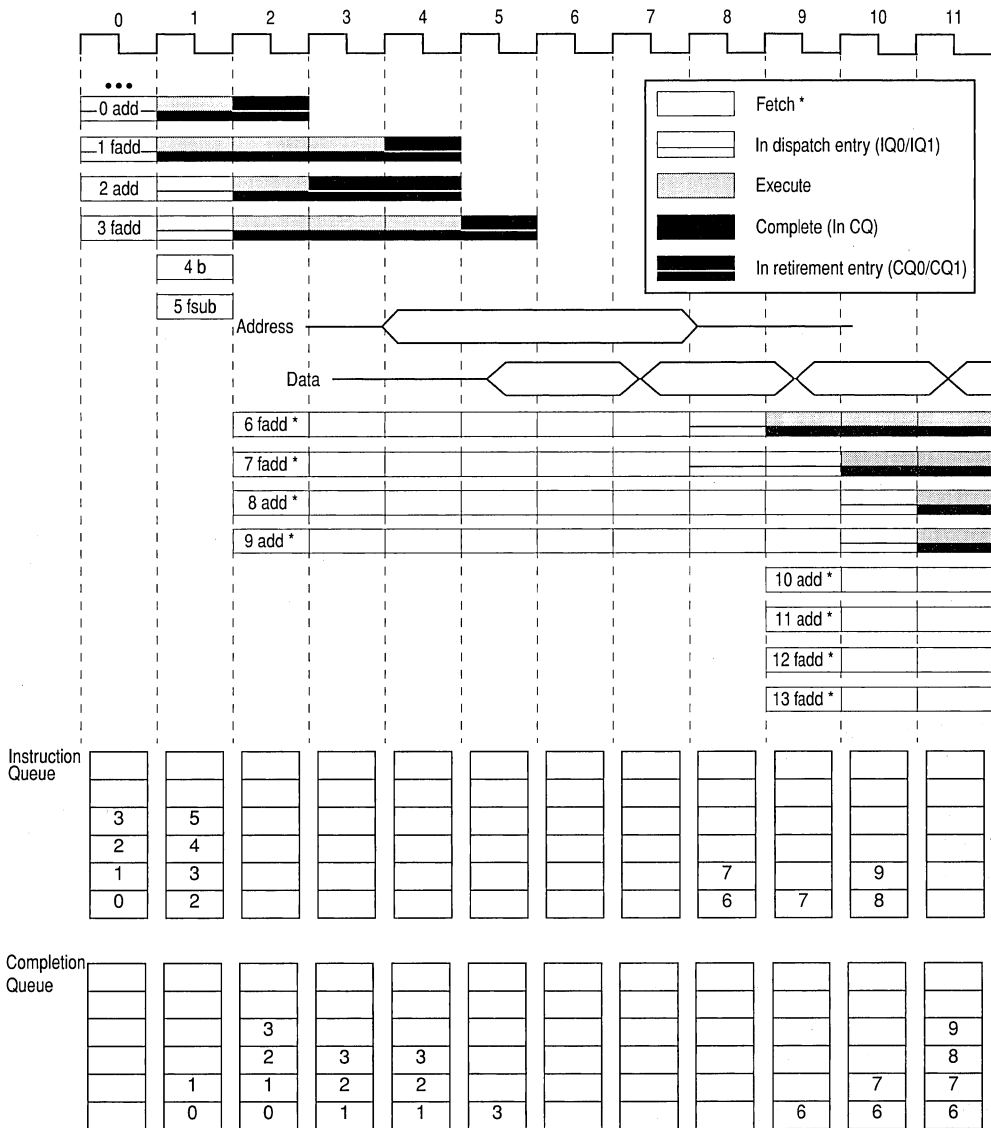 0 1 2 3 4 5 6 7 8 9 10 11
•••
0 add
Fetch *
1 fadd
In dispatch entry (IQ0/IQ1)
2 add
Execute
3 fadd
Complete (In CQ)
4 b
In retirement entry (CQ0/CQ1)
5 fsub
Address
Data
6 fadd *
7 fadd *
8 add *
9 add *
10 add *
11 add *
12 fadd *
13 fadd *
Instruction
Queue
3 5
2 4
1 3 7 9
0 2 6 7 8
Completion
Queue
3 9
2 3 3 8
1 1 2 2 7 7
0 0 1 1 3 6 6 6